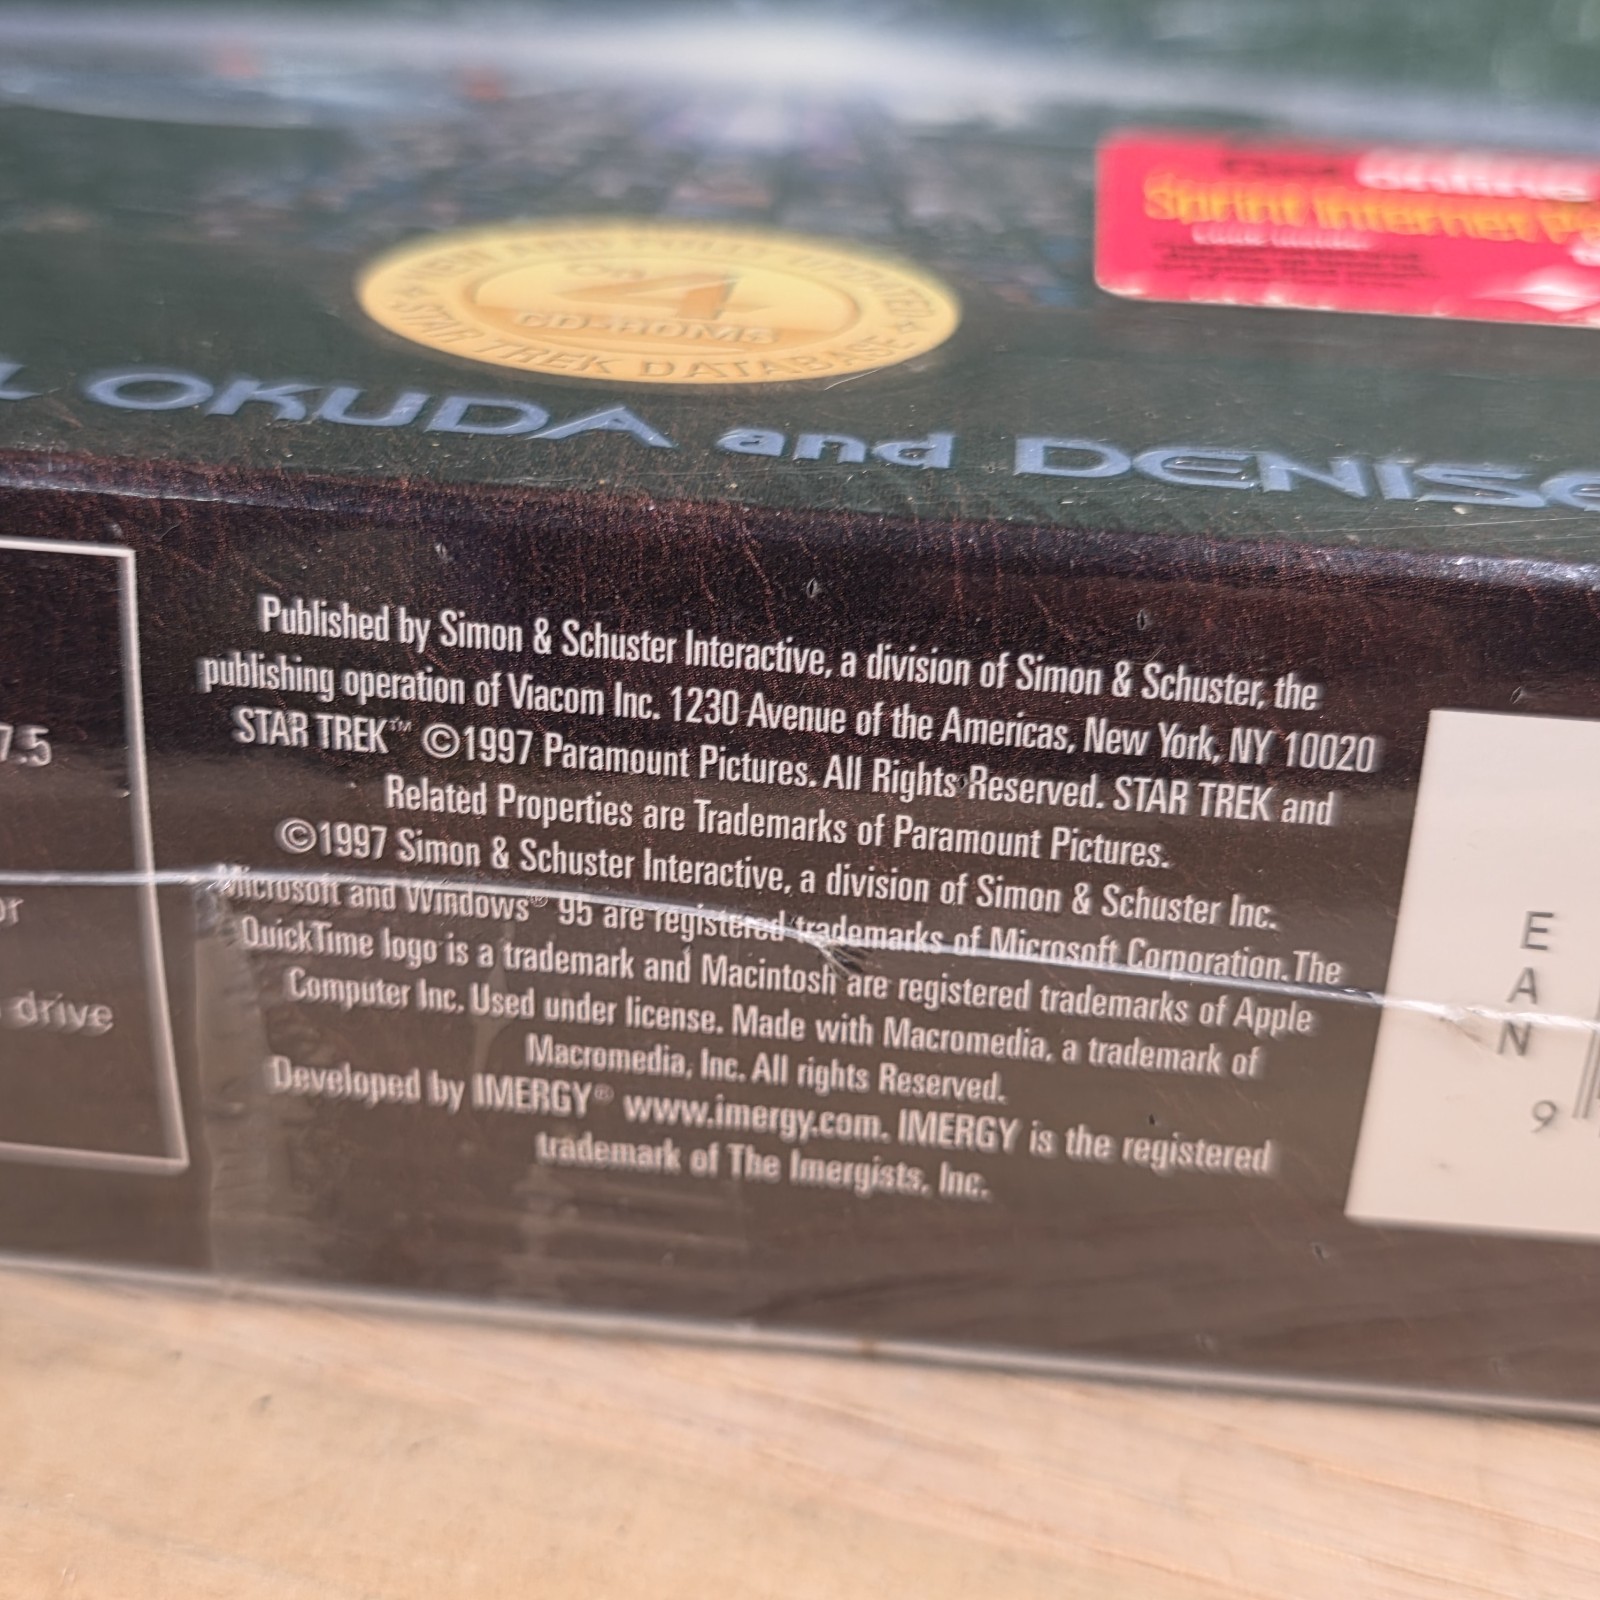 online
Sprint Internet
NEW AND FULLY UPDATED
ON 4
CD-ROMS
STAR TREK DATABASE
L OKUDA and DENISE
7.5
or
drive
Published by Simon & Schuster Interactive, a division of Simon & Schuster, the
publishing operation of Viacom Inc. 1230 Avenue of the Americas, New York, NY 10020
STAR TREK™ ©1997 Paramount Pictures. All Rights Reserved. STAR TREK and
Related Properties are Trademarks of Paramount Pictures.
©1997 Simon & Schuster Interactive, a division of Simon & Schuster Inc.
Microsoft and Windows® 95 are registered trademarks of Microsoft Corporation. The
QuickTime logo is a trademark and Macintosh are registered trademarks of Apple
Computer Inc. Used under license. Made with Macromedia, a trademark of
Macromedia, Inc. All rights Reserved.
Developed by IMERGY® www.imergy.com. IMERGY is the registered
trademark of The Imergists, Inc.
EAN
9